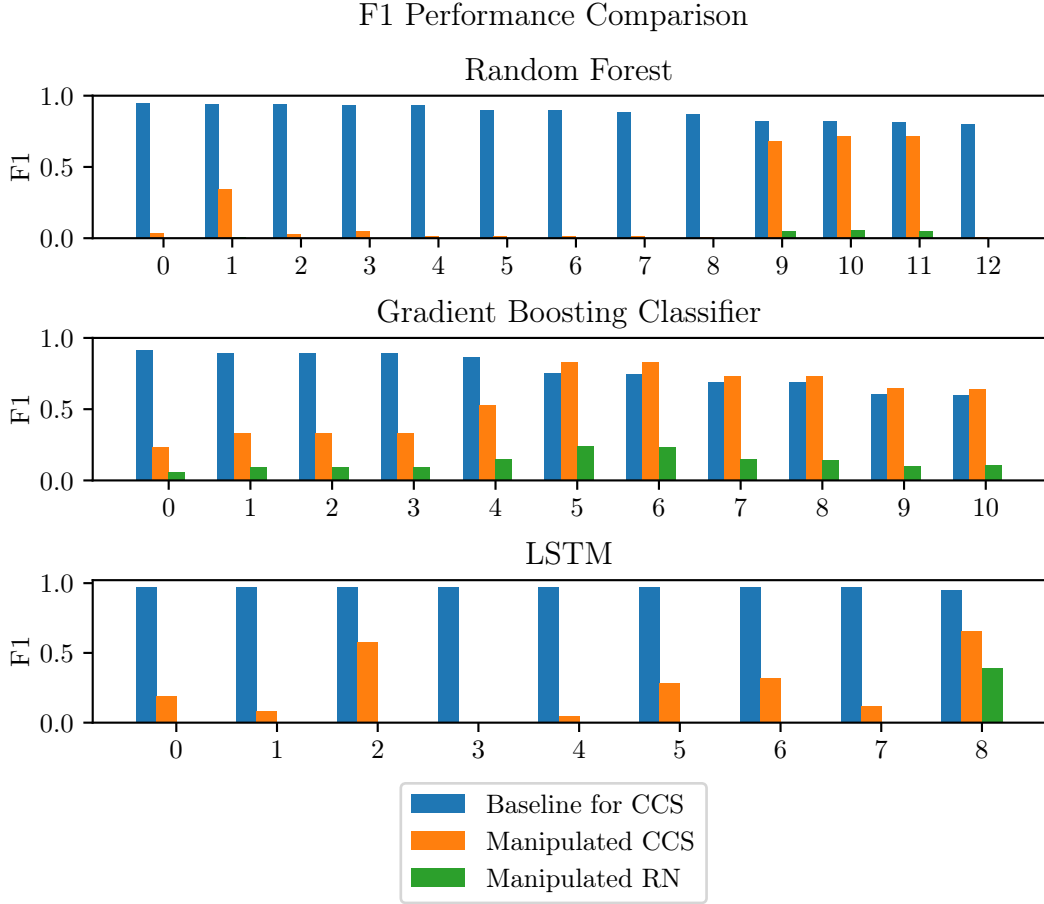 F1 Performance Comparison
Random Forest
1.0
0.5
0.0
F1
0 1 2 3 4 5 6 7 8 9 10 11 12
Gradient Boosting Classifier
1.0
0.5
0.0
F1
0 1 2 3 4 5 6 7 8 9 10
LSTM
1.0
0.5
0.0
F1
0 1 2 3 4 5 6 7 8
Baseline for CCS
Manipulated CCS
Manipulated RN